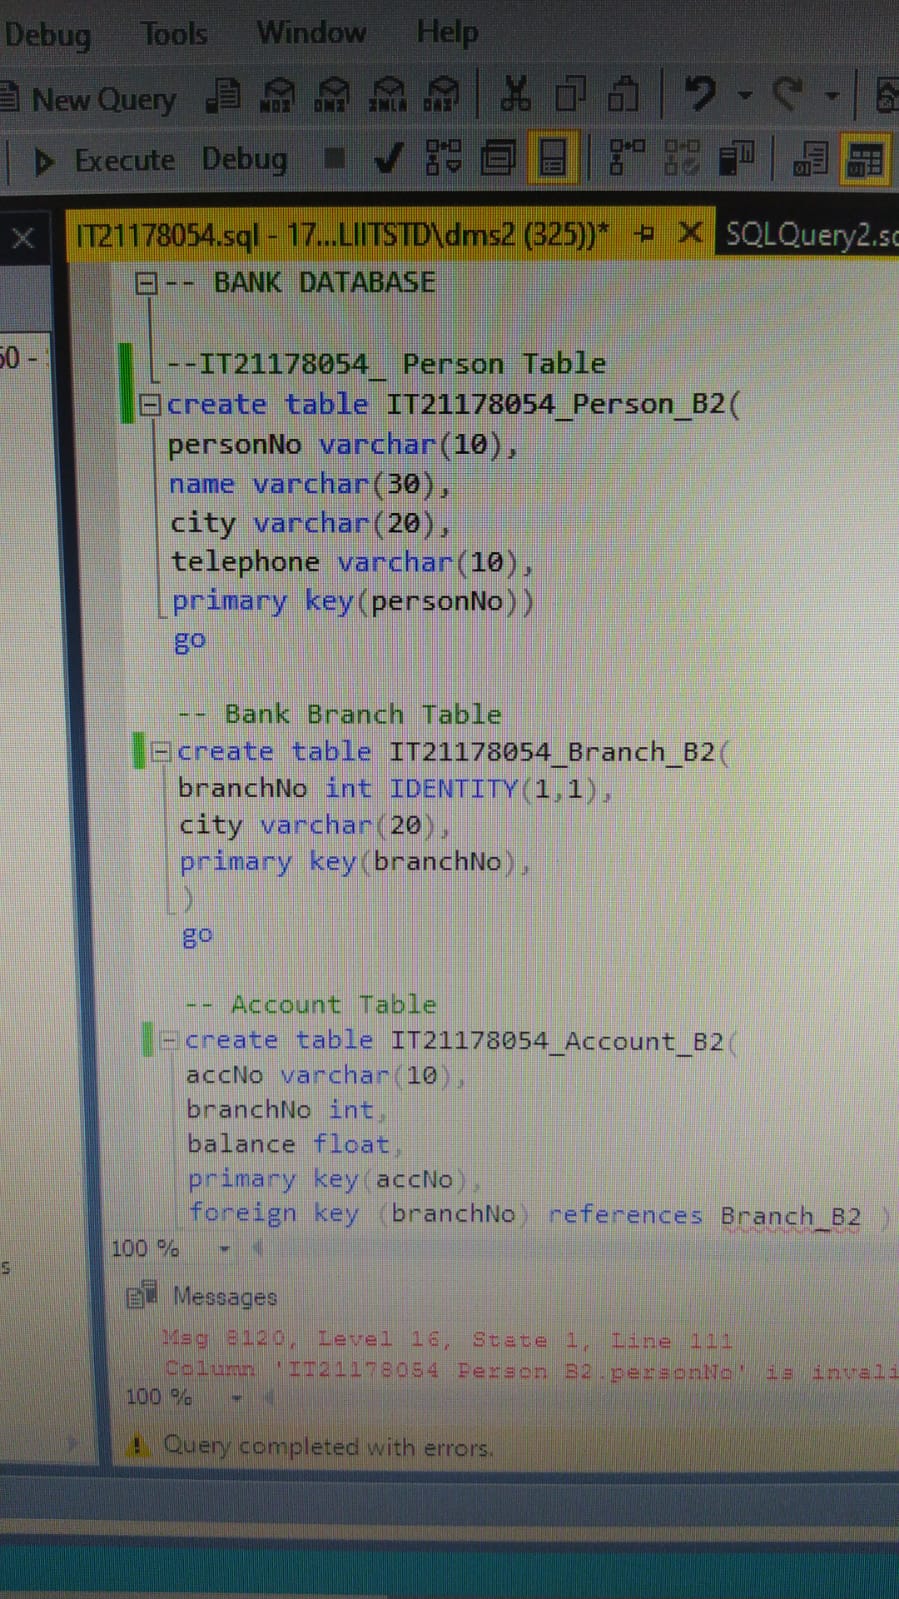 Debug Tools Window Help
New Query MDX DMX XMLA DAX
Execute Debug
IT21178054.sql - 17...LIITSTD\dms2 (325))* SQLQuery2.sq
-- BANK DATABASE
--IT21178054_ Person Table
create table IT21178054_Person_B2(
personNo varchar(10),
name varchar(30),
city varchar(20),
telephone varchar(10),
primary key(personNo))
go
-- Bank Branch Table
create table IT21178054_Branch_B2(
branchNo int IDENTITY(1,1),
city varchar(20),
primary key(branchNo),
)
go
-- Account Table
create table IT21178054_Account_B2(
accNo varchar(10),
branchNo int,
balance float,
primary key(accNo),
foreign key (branchNo) references Branch_B2 )
100 %
Messages
Msg 8120, Level 16, State 1, Line 111
Column 'IT21178054_Person_B2.personNo' is invali
100 %
Query completed with errors.